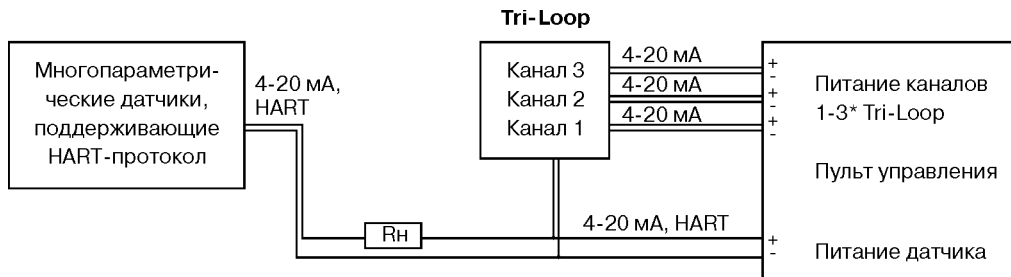 Tri-Loop
Многопараметри-
ческие датчики,
поддерживающие
HART-протокол
4-20 мА,
HART
Канал 3
Канал 2
Канал 1
4-20 мА
4-20 мА
4-20 мА
+
-
+
-
+
-
Питание каналов
1-3* Tri-Loop
Пульт управления
Rн
4-20 мА, HART
+
-
Питание датчика